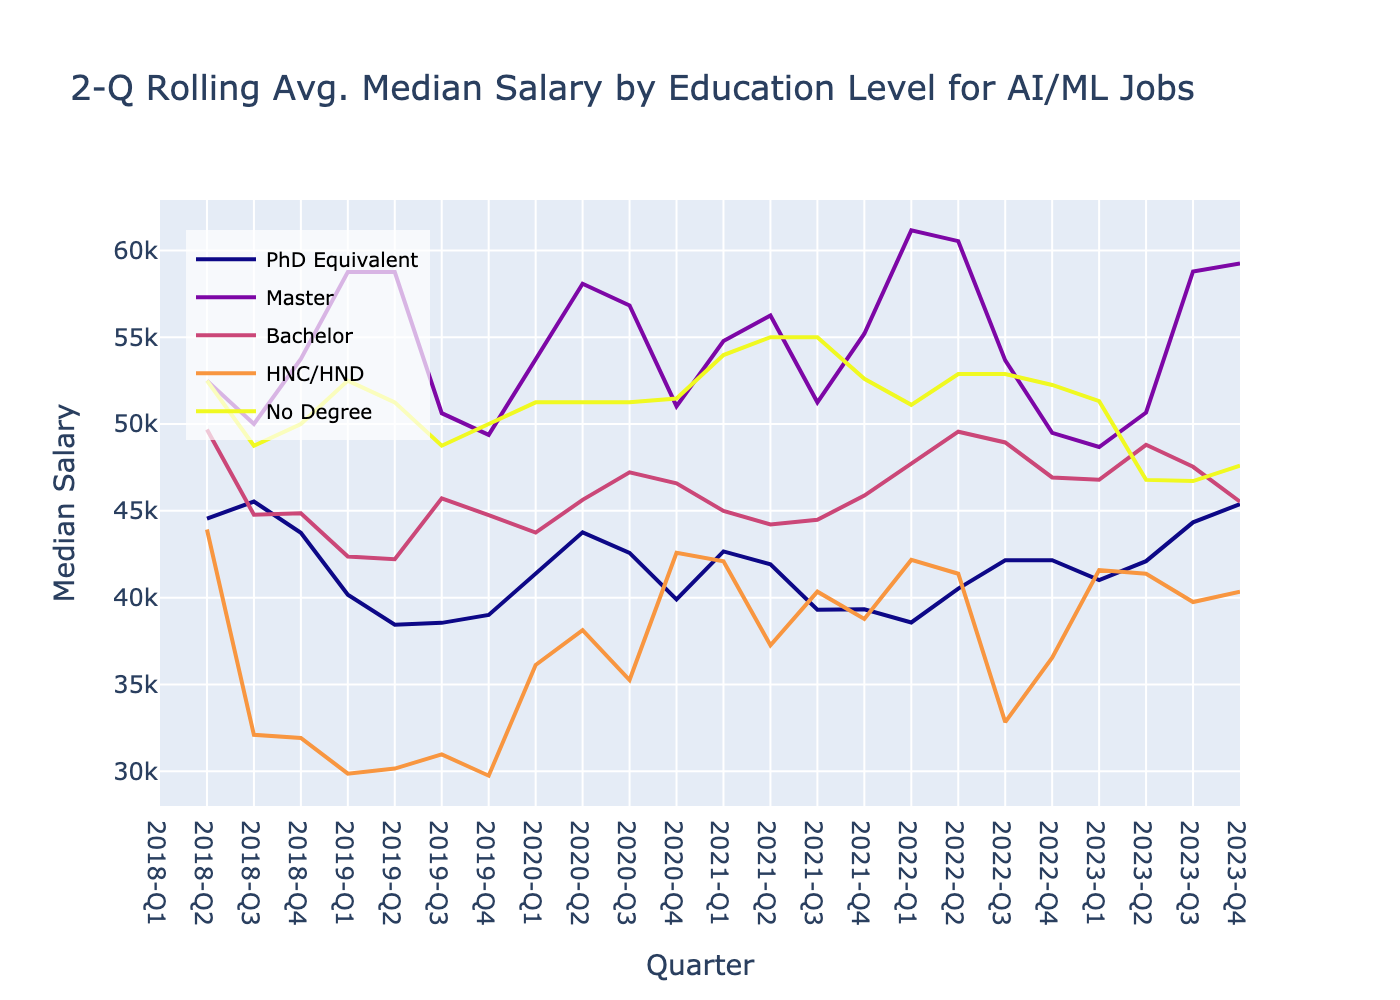 2-Q Rolling Avg. Median Salary by Education Level for AI/ML Jobs
PhD Equivalent
Master
Bachelor
HNC/HND
No Degree
Median Salary
60k
55k
50k
45k
40k
35k
30k
2018-Q1
2018-Q2
2018-Q3
2018-Q4
2019-Q1
2019-Q2
2019-Q3
2019-Q4
2020-Q1
2020-Q2
2020-Q3
2020-Q4
2021-Q1
2021-Q2
2021-Q3
2021-Q4
2022-Q1
2022-Q2
2022-Q3
2022-Q4
2023-Q1
2023-Q2
2023-Q3
2023-Q4
Quarter